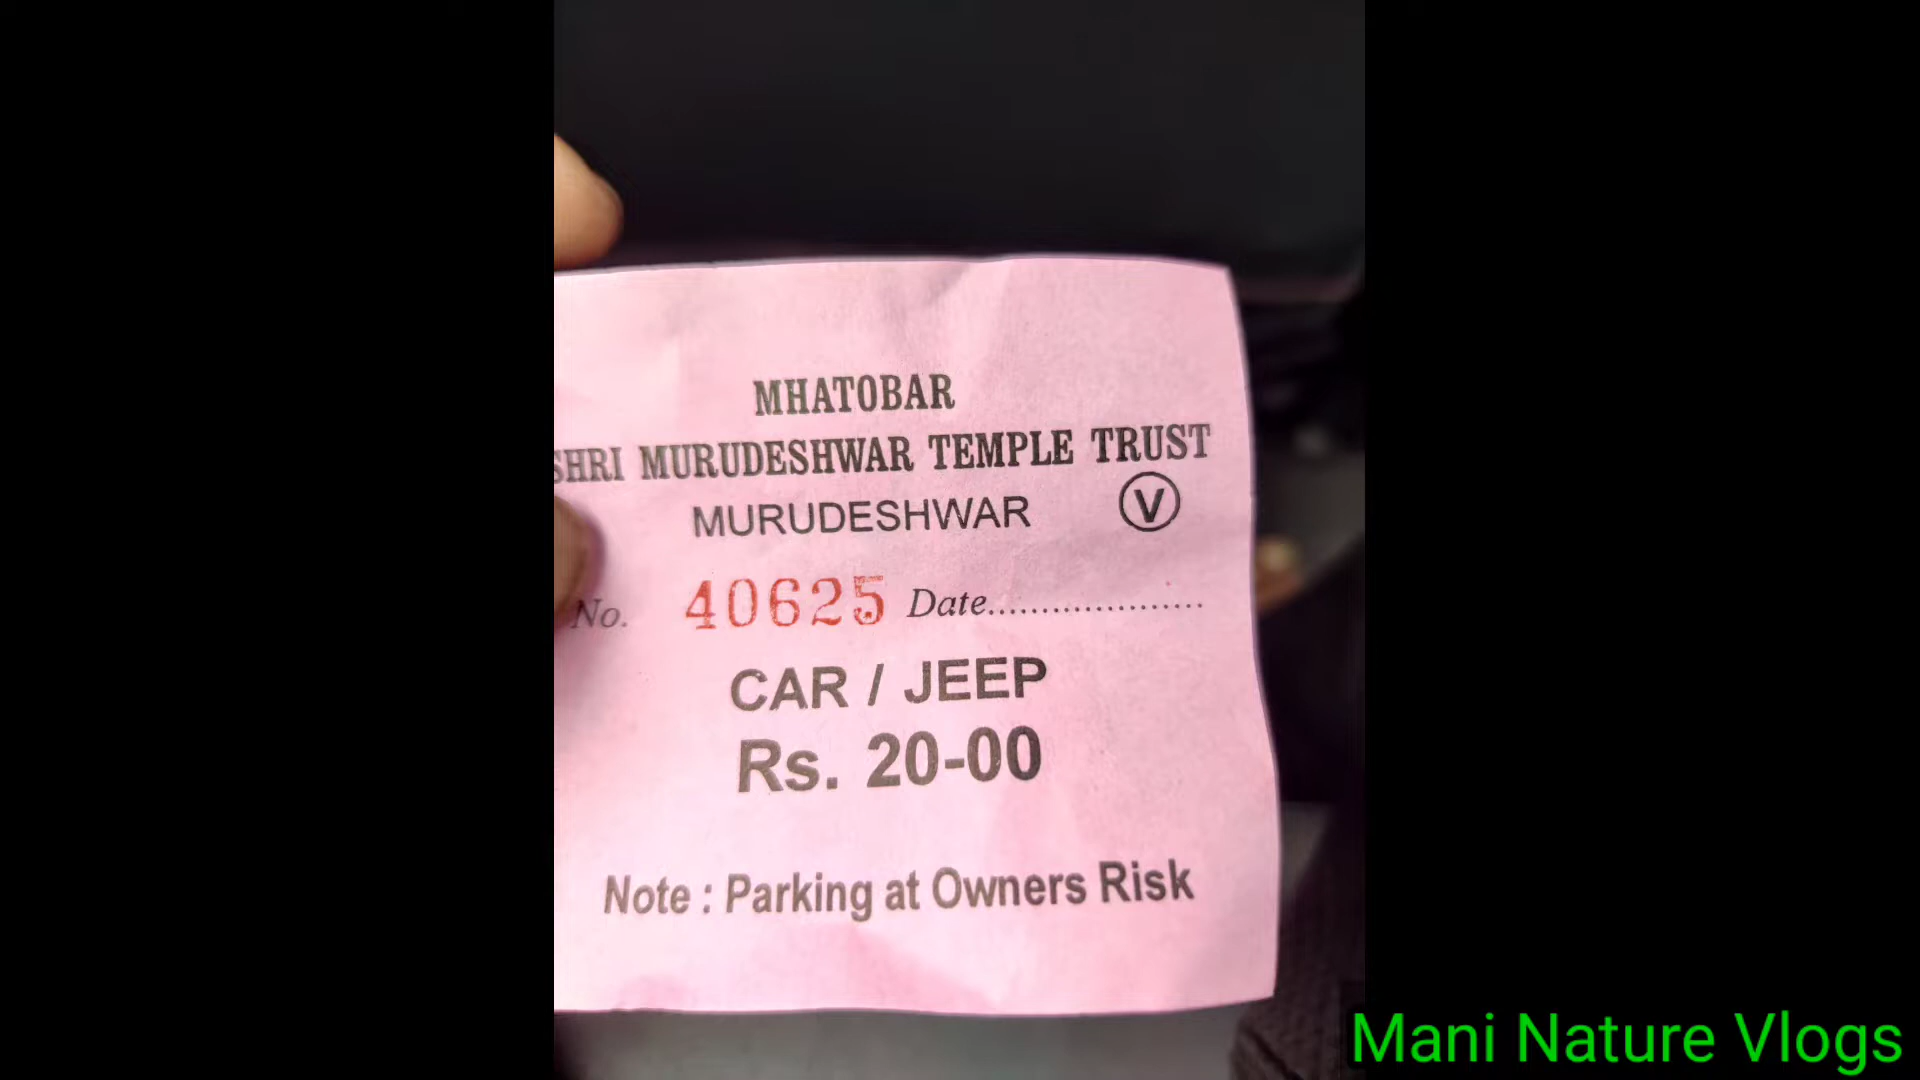 MHATOBAR
SHRI MURUDESHWAR TEMPLE TRUST
MURUDESHWAR V
No. 40625 Date....................
CAR / JEEP
Rs. 20-00
Note : Parking at Owners Risk
Mani Nature Vlogs